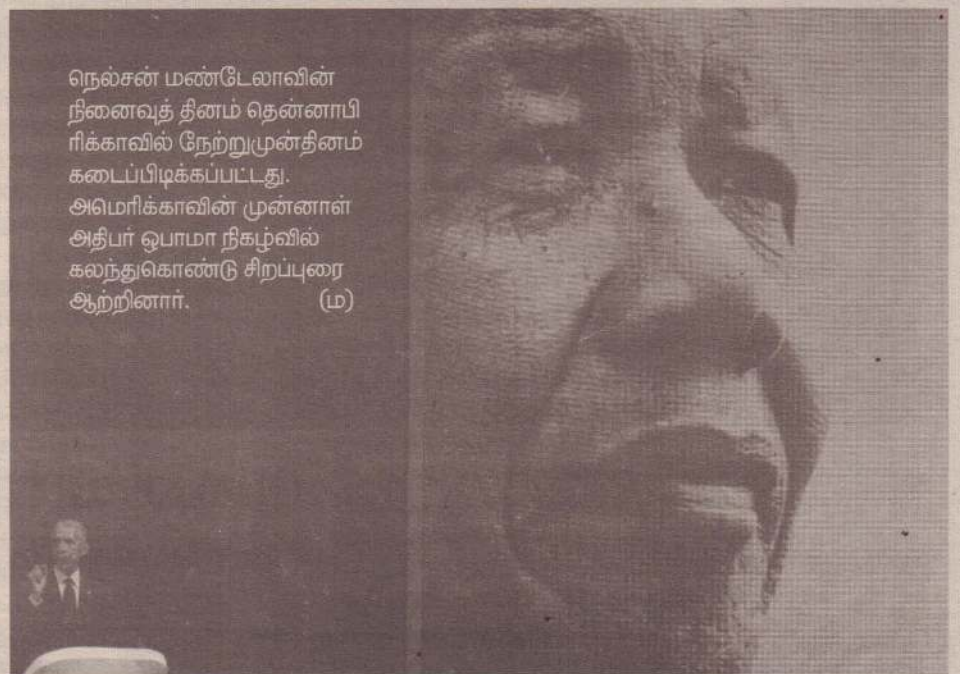 நெல்சன் மண்டேலாவின்
நினைவுத் தினம் தென்னாபி
ரிக்காவில் நேற்றுமுன்தினம்
கடைப்பிடிக்கப்பட்டது.
அமெரிக்காவின் முன்னாள்
அதிபர் ஒபாமா நிகழ்வில்
கலந்துகொண்டு சிறப்புரை
ஆற்றினார். (ம)